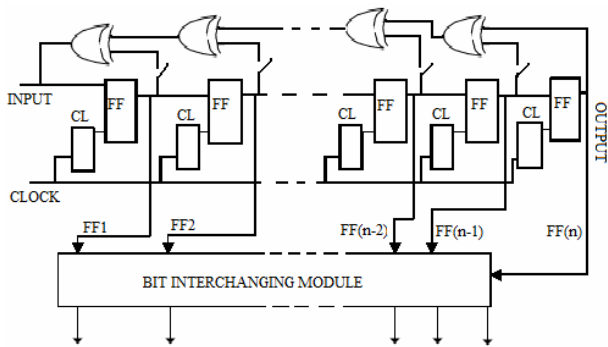 INPUT
FF
FF
FF
FF
FF
CL
CL
CL
CL
CL
OUTPUT
CLOCK
FF1
FF2
FF(n-2)
FF(n-1)
FF(n)
BIT INTERCHANGING MODULE